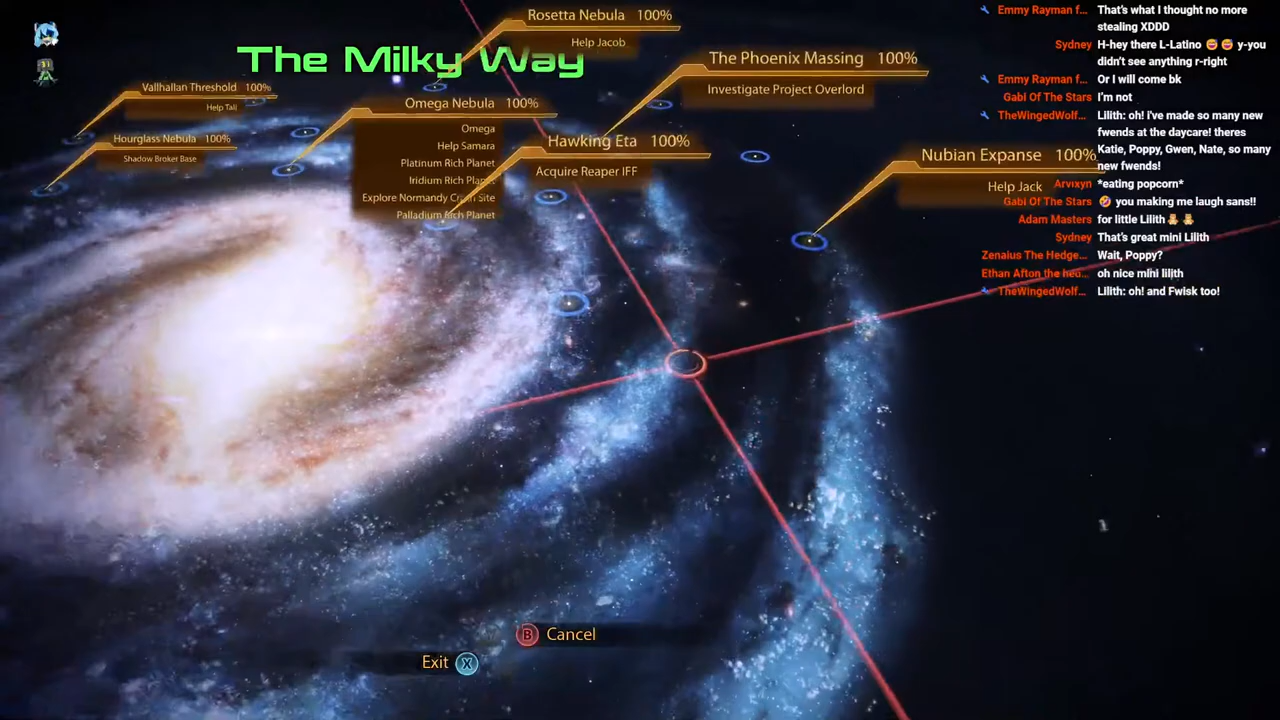 The Milky Way
Rosetta Nebula 100%
Help Jacob
The Phoenix Massing 100%
Investigate Project Overlord
Vallhallan Threshold 100%
Help Tali
Omega Nebula 100%
Omega
Help Samara
Platinum Rich Planet
Iridium Rich Planet
Explore Normandy Crash Site
Palladium Rich Planet
Hourglass Nebula 100%
Shadow Broker Base
Hawking Eta 100%
Acquire Reaper IFF
Nubian Expanse 100%
Help Jack
B Cancel
Exit X
Emmy Rayman f... That's what I thought no more
stealing XDDD
Sydney H-hey there L-Latino 😅 😅 y-you
didn't see anything r-right
Emmy Rayman f... Or I will come bk
Gabi Of The Stars I'm not
TheWingedWolf... Lilith: oh! i've made so many new
fwends at the daycare! theres
Katie, Poppy, Gwen, Nate, so many
new fwends!
Arvixyn *eating popcorn*
Gabi Of The Stars 🤣 you making me laugh sans!!
Adam Masters for little Lilith🧸 🧸
Sydney That's great mini Lilith
Zenaius The Hedge... Wait, Poppy?
Ethan Afton the hed... oh nice mini lilith
TheWingedWolf... Lilith: oh! and Fwisk too!